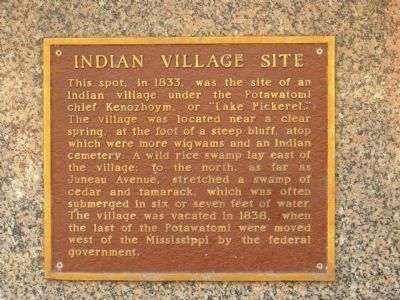 INDIAN VILLAGE SITE
This spot, in 1833, was the site of an
Indian village under the Potawatomi
chief Kenozhoym, or "Lake Pickerel."
The village was located near a clear
spring, at the foot of a steep bluff, atop
which were more wigwams and an Indian
cemetery. A wild rice swamp lay east of
the village; to the north, as far as
Juneau Avenue, stretched a swamp of
cedar and tamarack, which was often
submerged in six or seven feet of water.
The village was vacated in 1838, when
the last of the Potawatomi were moved
west of the Mississippi by the federal
government.